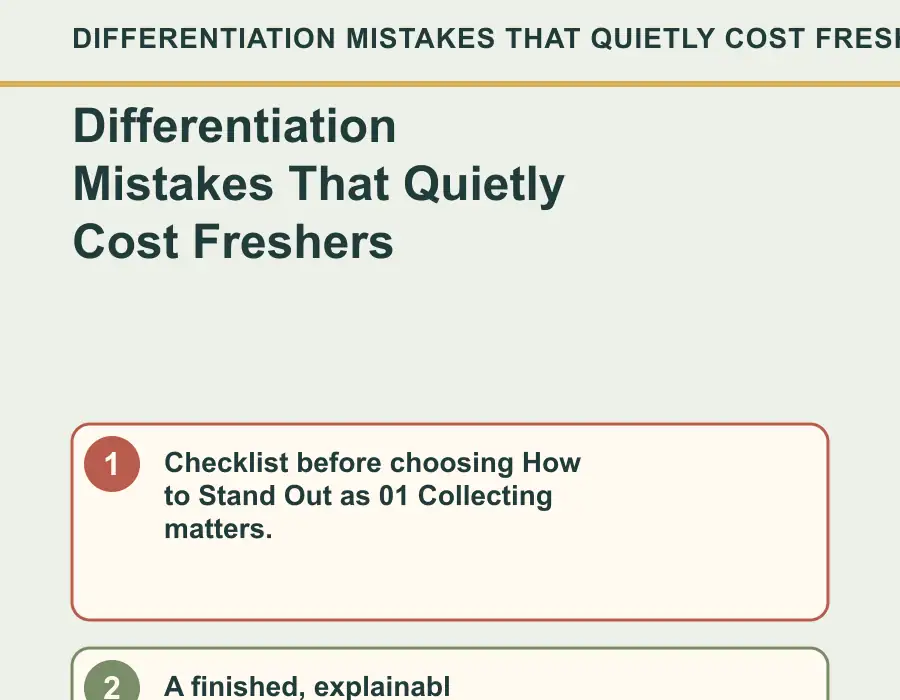 DIFFERENTIATION MISTAKES THAT QUIETLY COST
Differentiation
Mistakes That Quietly
Cost Freshers
1
Checklist before choosing How
to Stand Out as 01 Collecting
matters.
2
A finished, explainabl